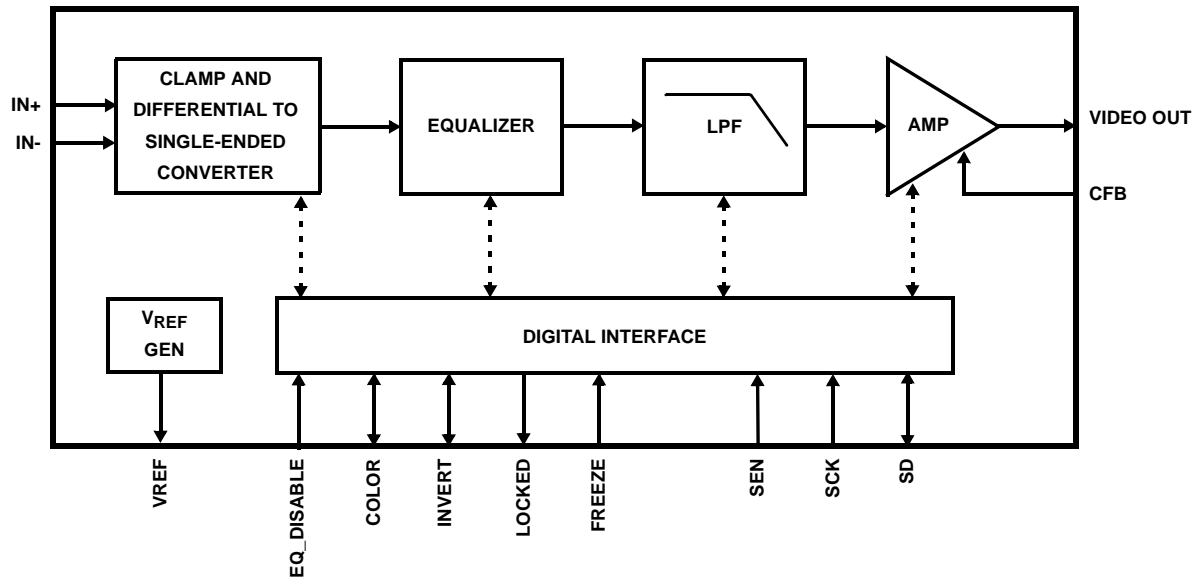 IN+
IN-
CLAMP AND
DIFFERENTIAL TO
SINGLE-ENDED
CONVERTER
EQUALIZER
LPF
AMP
VIDEO OUT
CFB
VREF
GEN
DIGITAL INTERFACE
VREF
EQ_DISABLE
COLOR
INVERT
LOCKED
FREEZE
SEN
SCK
SD